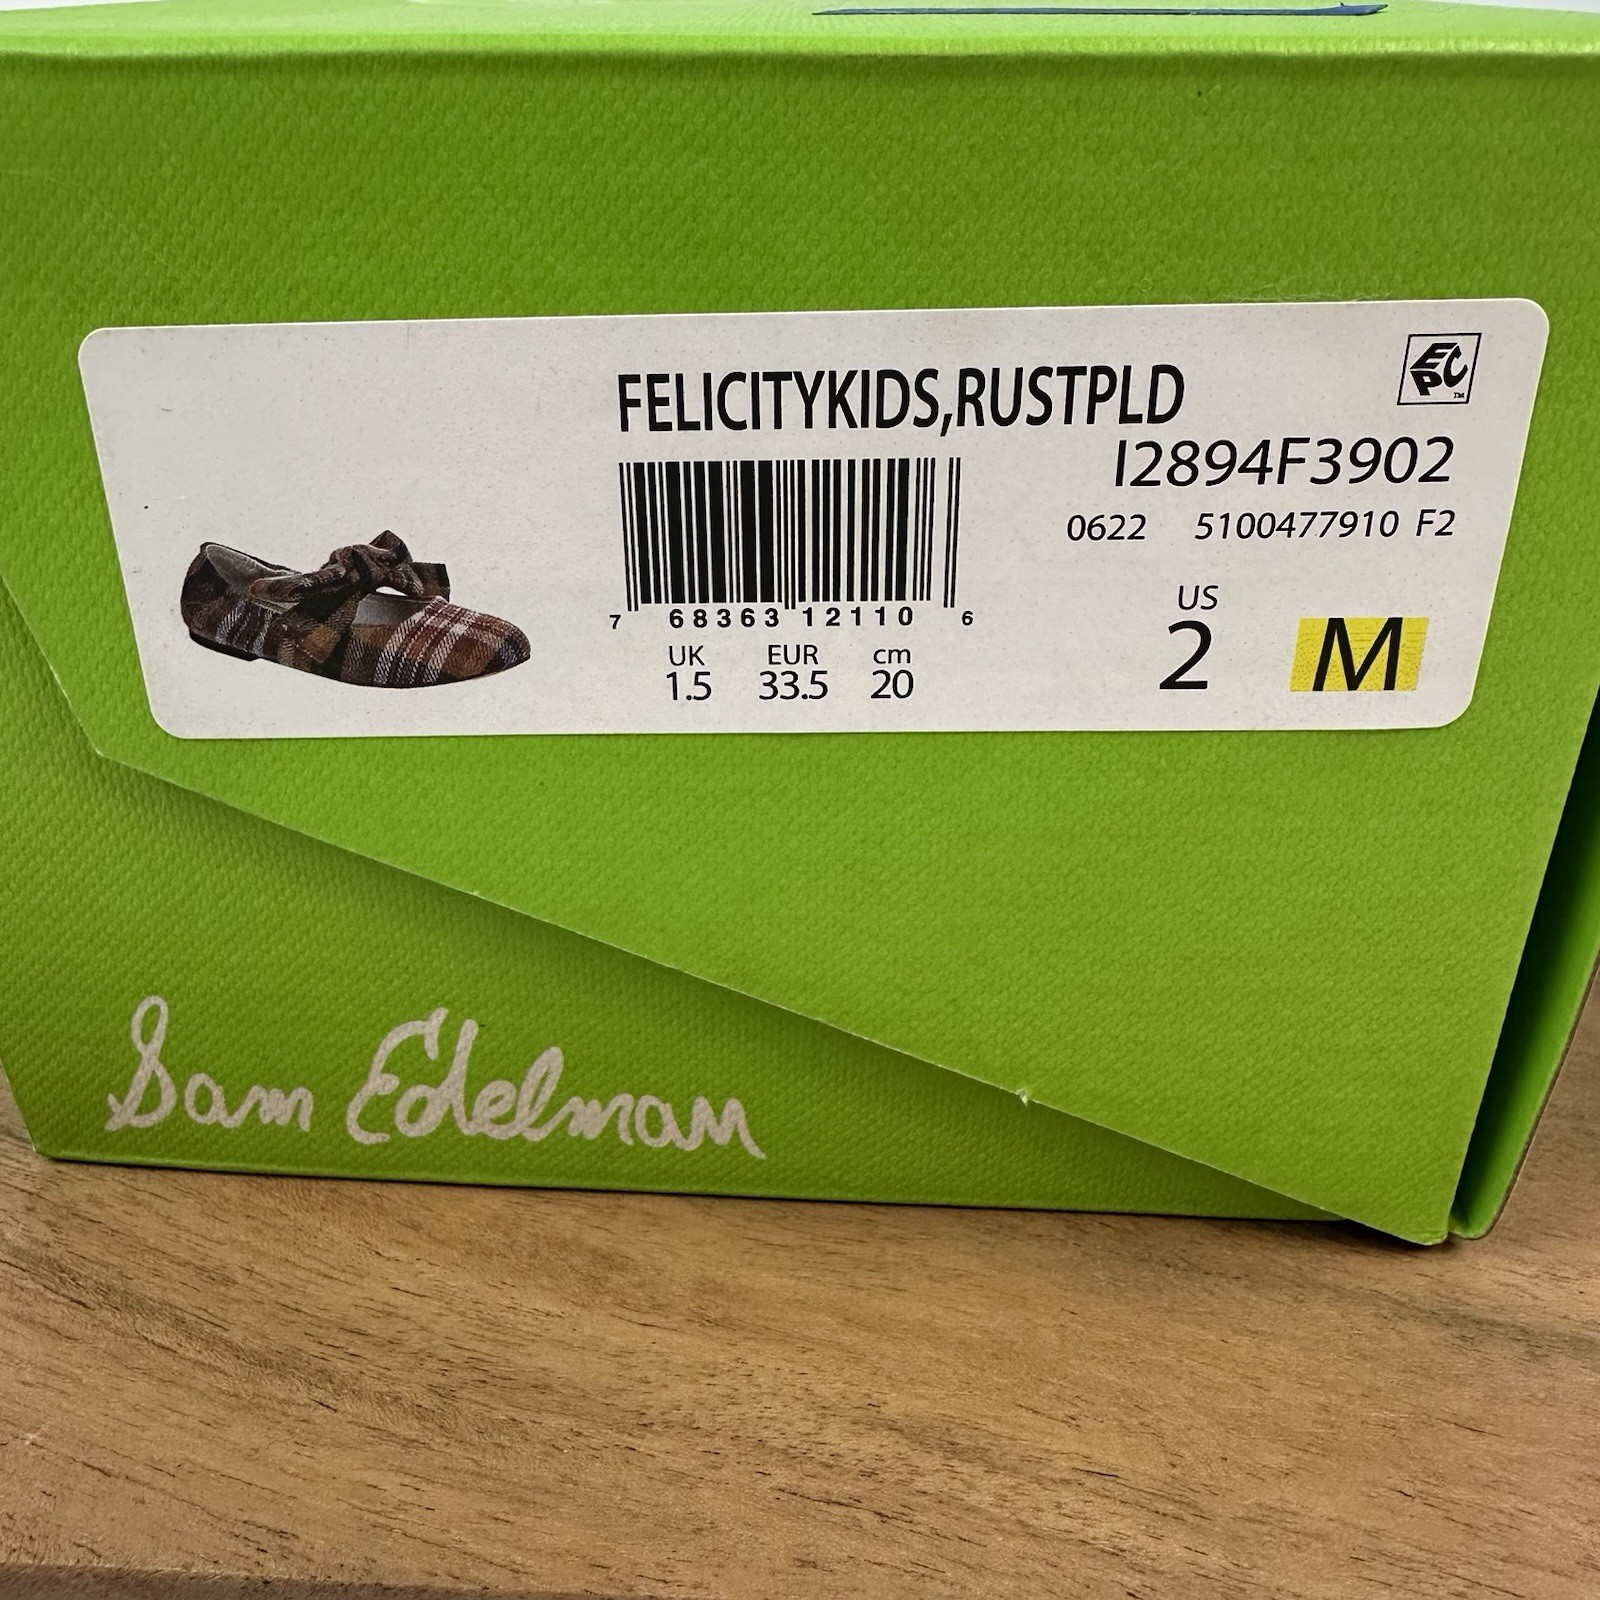 FELICITYKIDS,RUSTPLD
EPC™
I2894F3902
0622 5100477910 F2
7 68363 12110 6
UK EUR cm
1.5 33.5 20
US
2 M
Sam Edelman